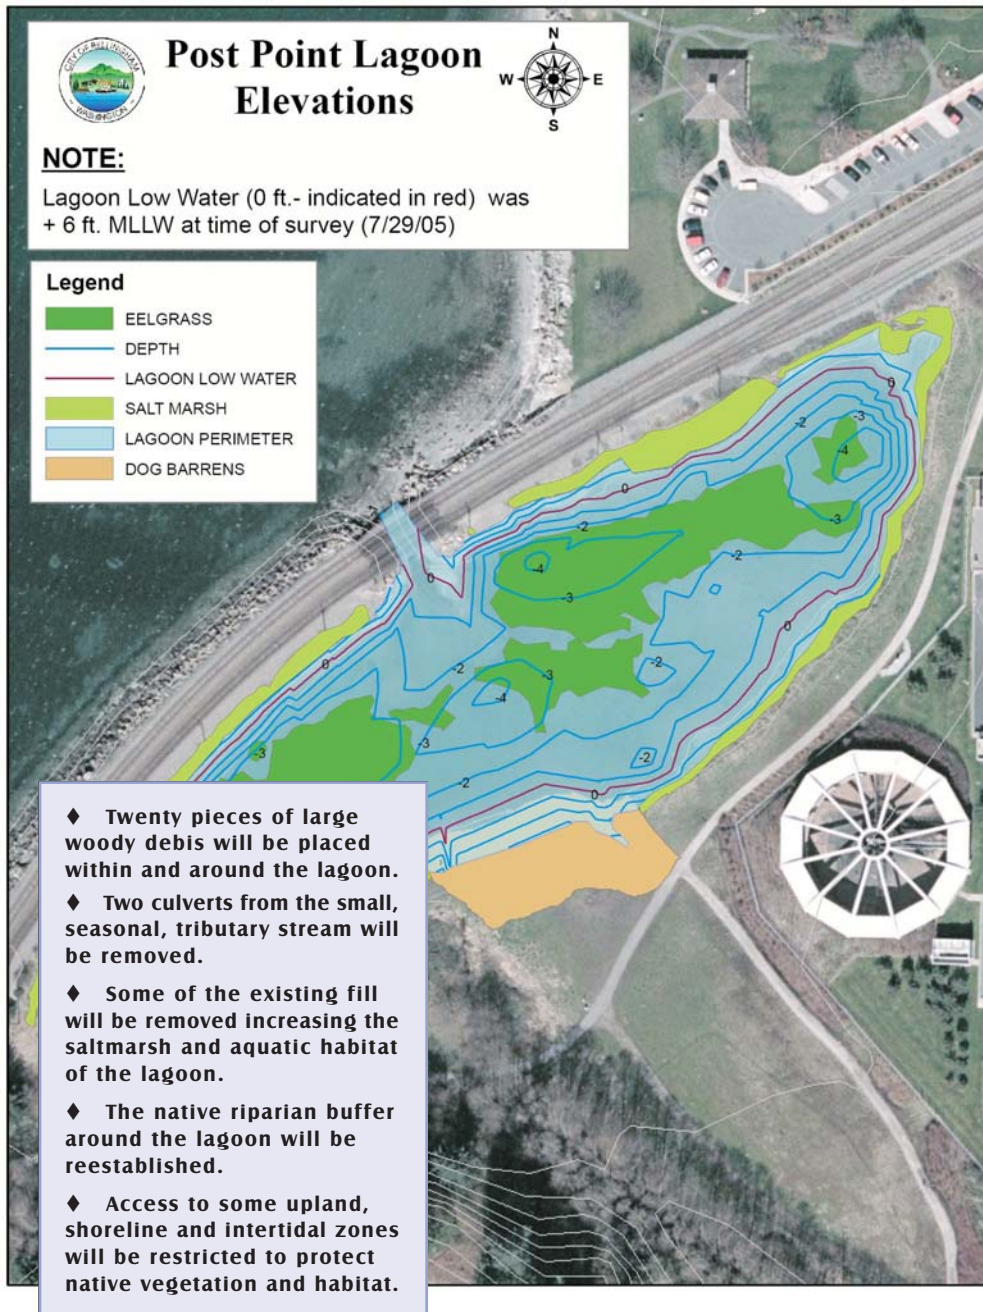 CITY OF BELLINGHAM
WASHINGTON
Post Point Lagoon
Elevations
N
W
E
S
NOTE:
Lagoon Low Water (0 ft.- indicated in red) was
+ 6 ft. MLLW at time of survey (7/29/05)
Legend
EELGRASS
DEPTH
LAGOON LOW WATER
SALT MARSH
LAGOON PERIMETER
DOG BARRENS
0
-3
-2
-4
0
-3
-2
-2
-4
-3
0
0
0
-2
-3
-2
-4
-3
-3
-2
-2
0
♦ Twenty pieces of large
woody debis will be placed
within and around the lagoon.
♦ Two culverts from the small,
seasonal, tributary stream will
be removed.
♦ Some of the existing fill
will be removed increasing the
saltmarsh and aquatic habitat
of the lagoon.
♦ The native riparian buffer
around the lagoon will be
reestablished.
♦ Access to some upland,
shoreline and intertidal zones
will be restricted to protect
native vegetation and habitat.